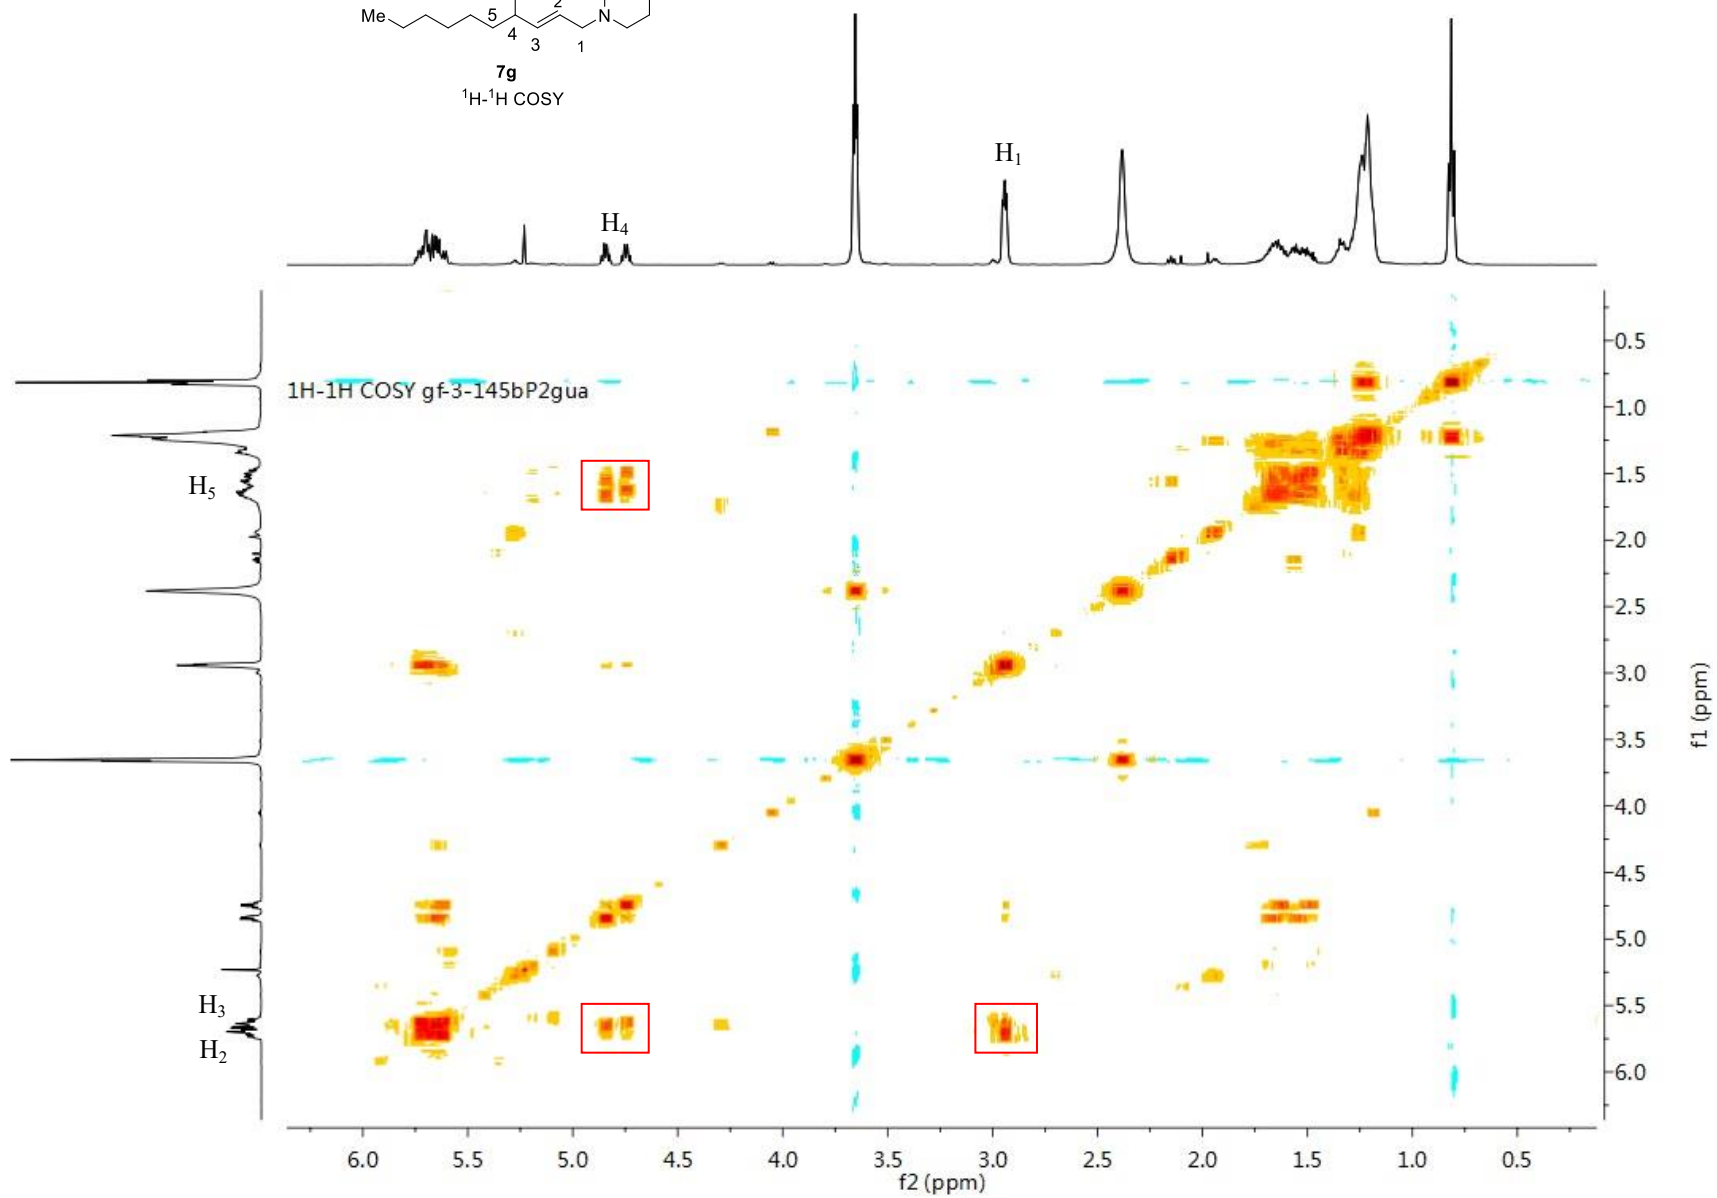 2
Me
5
N
4
3
1
7g
¹H-¹H COSY
H₁
H₄
1H-1H COSY gf-3-145bP2gua
H₅
H₃
H₂
0.5
1.0
1.5
2.0
2.5
3.0
3.5
4.0
4.5
5.0
5.5
6.0
f1 (ppm)
6.0 5.5 5.0 4.5 4.0 3.5 3.0 2.5 2.0 1.5 1.0 0.5
f2 (ppm)